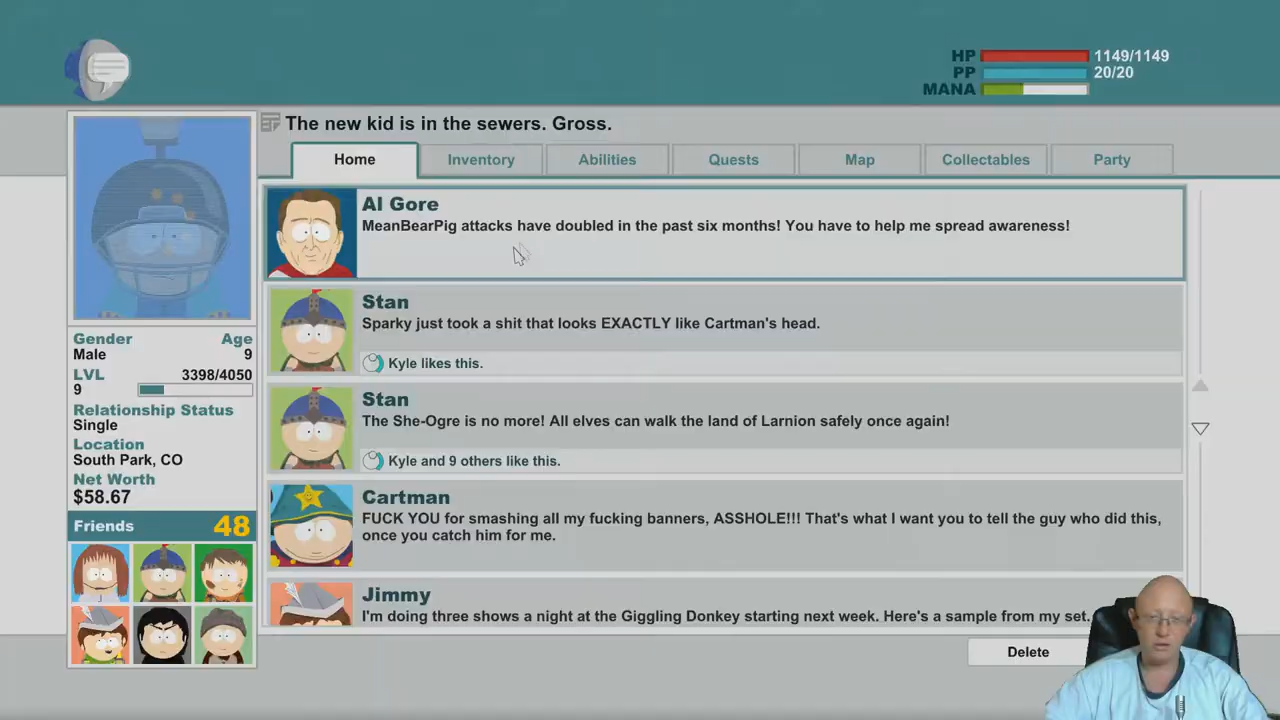 HP 1149/1149
PP 20/20
MANA
The new kid is in the sewers. Gross.
Home Inventory Abilities Quests Map Collectables Party
Al Gore
MeanBearPig attacks have doubled in the past six months! You have to help me spread awareness!
Stan
Sparky just took a shit that looks EXACTLY like Cartman's head.
Kyle likes this.
Stan
The She-Ogre is no more! All elves can walk the land of Larnion safely once again!
Kyle and 9 others like this.
Cartman
FUCK YOU for smashing all my fucking banners, ASSHOLE!!! That's what I want you to tell the guy who did this,
once you catch him for me.
Jimmy
I'm doing three shows a night at the Giggling Donkey starting next week. Here's a sample from my set.
Gender Age
Male 9
LVL 3398/4050
9
Relationship Status
Single
Location
South Park, CO
Net Worth
$58.67
Friends 48
Delete